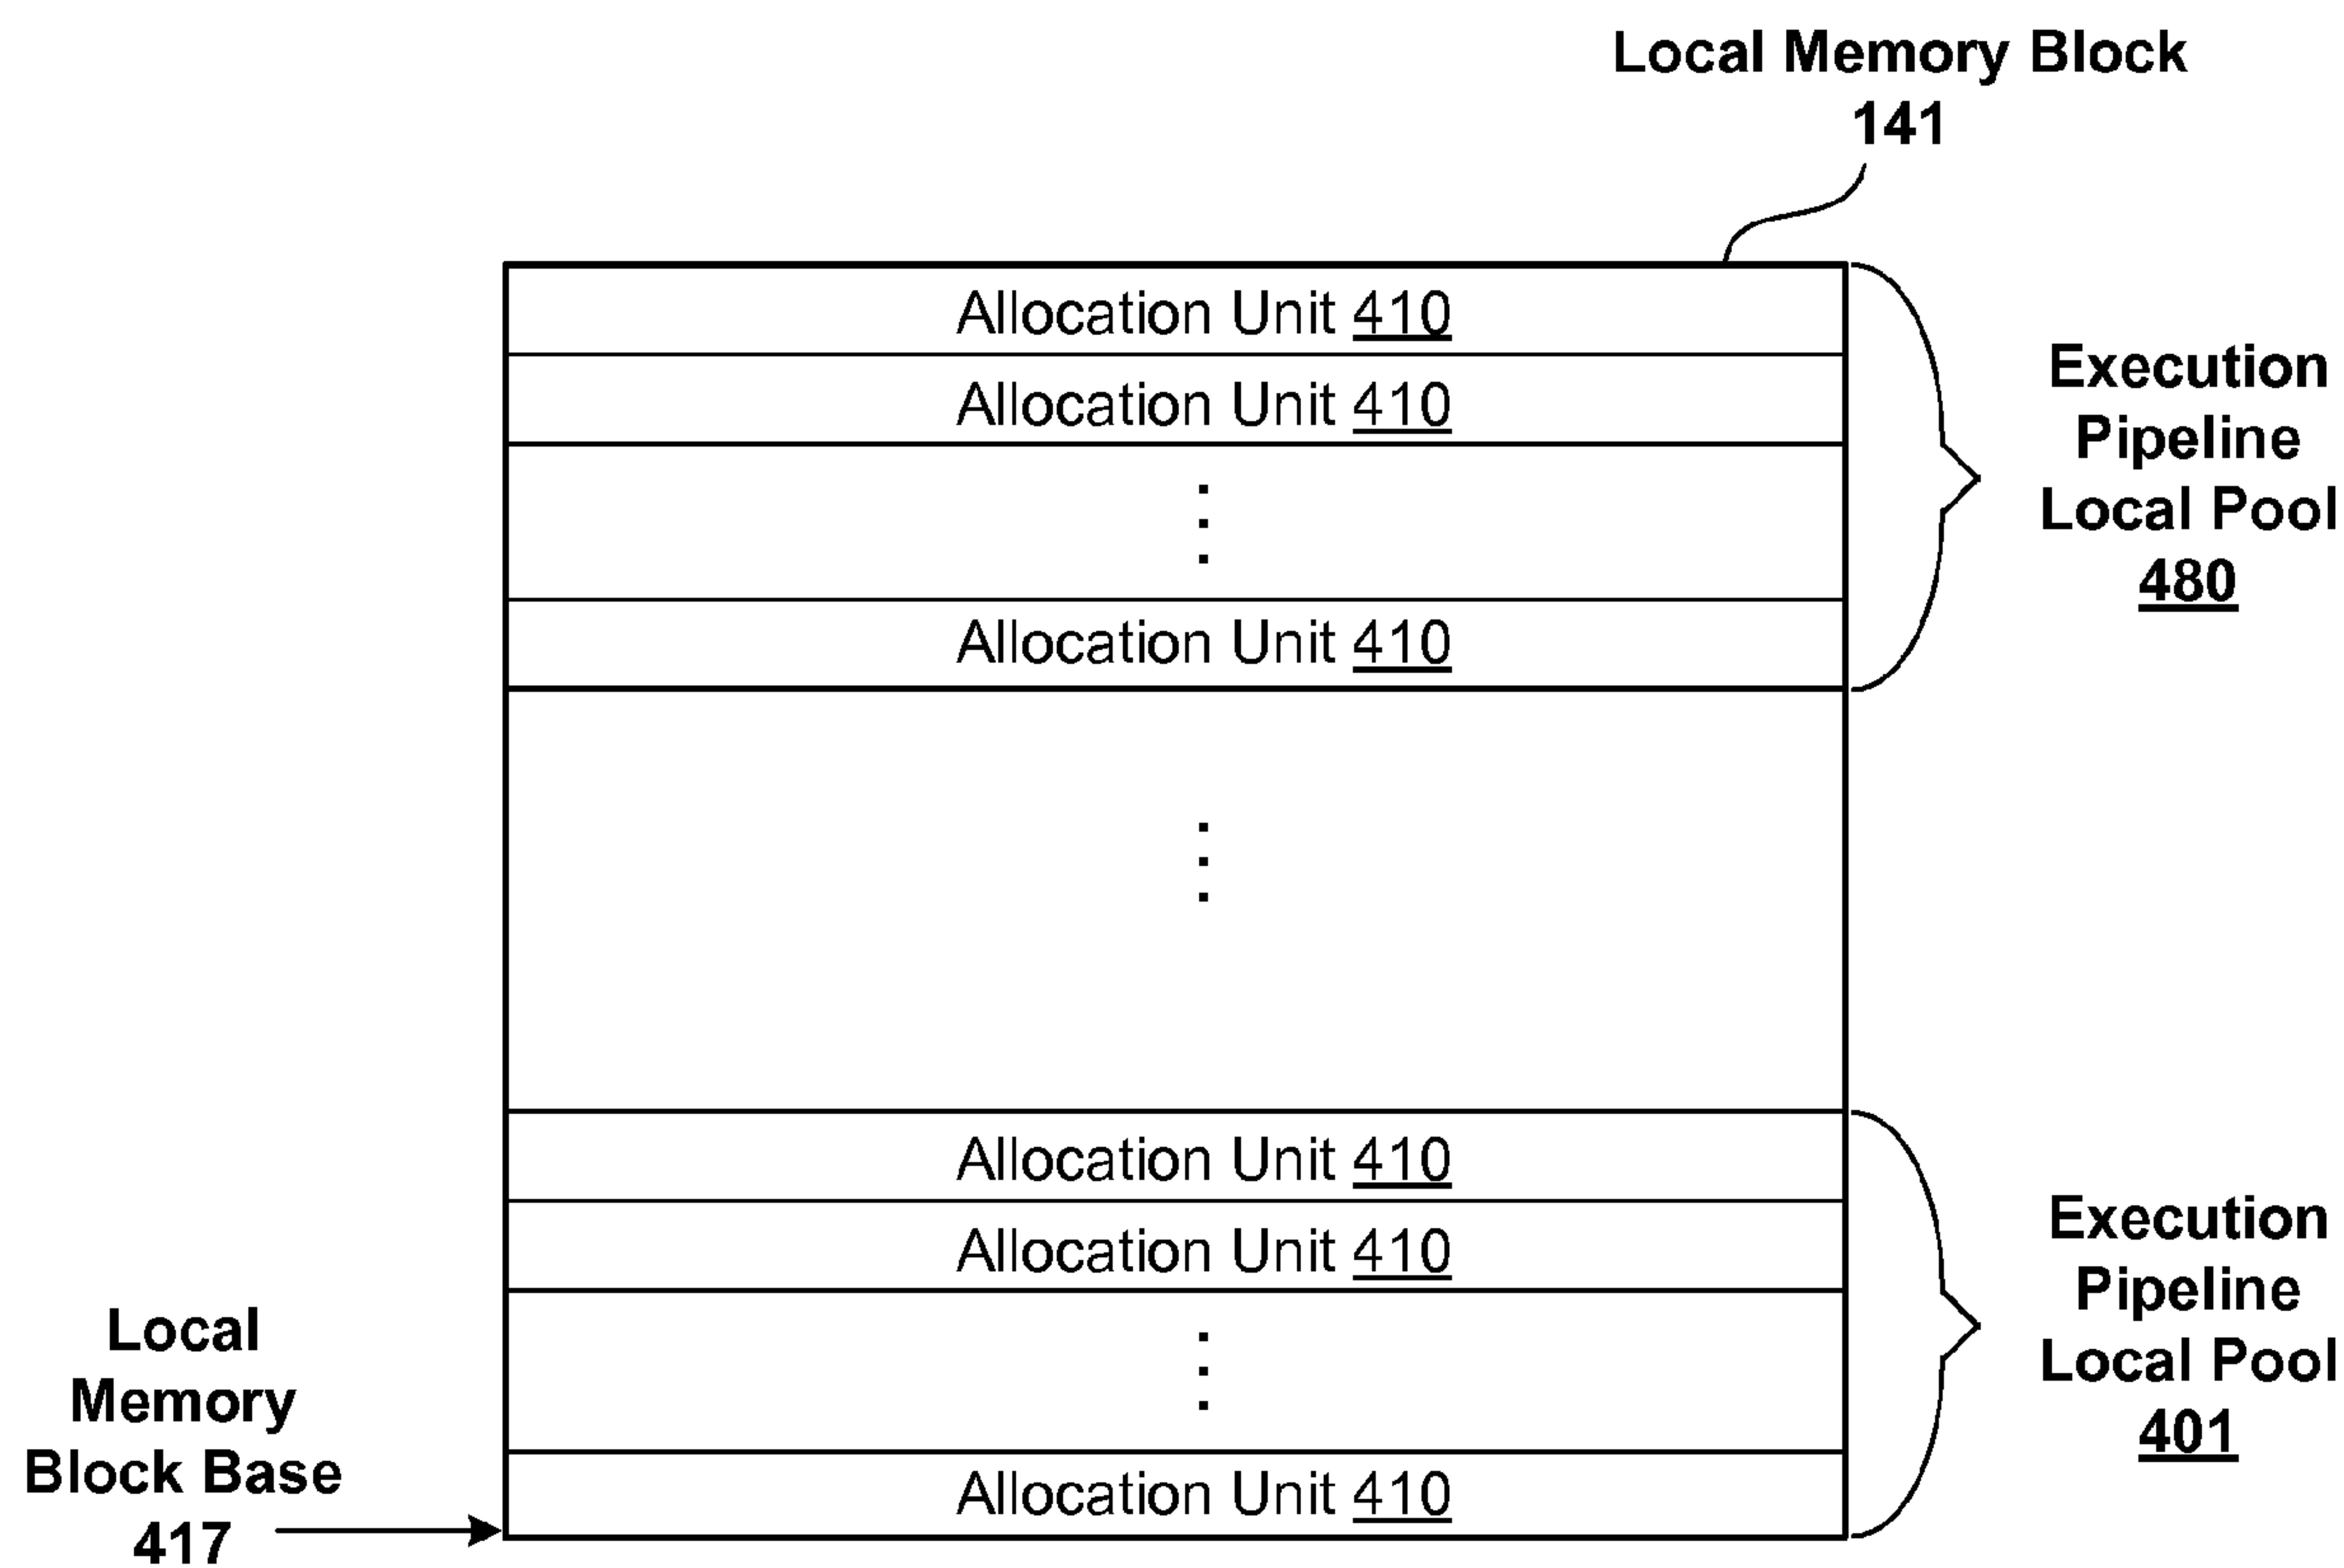 Local Memory Block
141
Allocation Unit 410
Allocation Unit 410
Allocation Unit 410
Execution
Pipeline
Local Pool
480
Allocation Unit 410
Allocation Unit 410
Allocation Unit 410
Execution
Pipeline
Local Pool
401
Local
Memory
Block Base
417